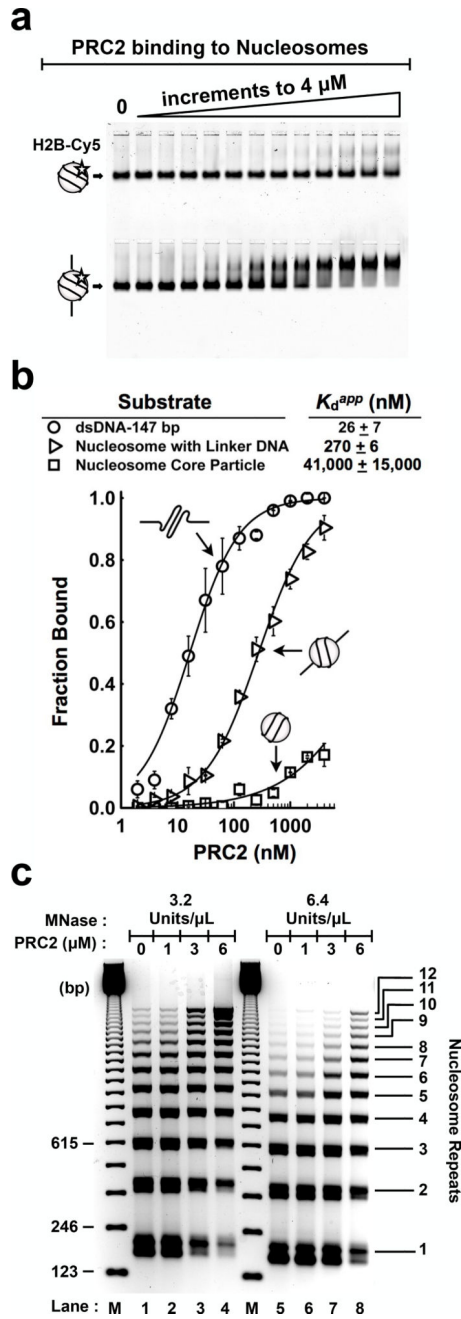 a
PRC2 binding to Nucleosomes
0 increments to 4 µM
H2B-Cy5
b
Substrate K_d^app (nM)
dsDNA-147 bp 26 ± 7
Nucleosome with Linker DNA 270 ± 6
Nucleosome Core Particle 41,000 ± 15,000
1.0
0.8
0.6
0.4
0.2
0.0
Fraction Bound
1 10 100 1000
PRC2 (nM)
c
3.2 6.4
MNase : Units/µL Units/µL
PRC2 (µM) 0 1 3 6 0 1 3 6
(bp)
615
246
123
12
11
10
9
8
7
6
5
4
3
2
1
Nucleosome Repeats
Lane : M 1 2 3 4 M 5 6 7 8